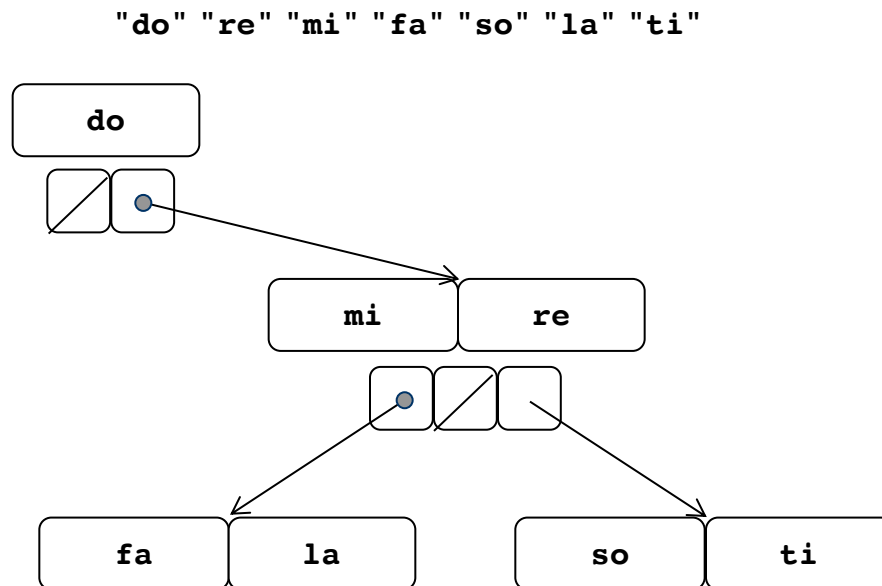 "do" "re" "mi" "fa" "so" "la" "ti"
do
mi re
fa la so ti